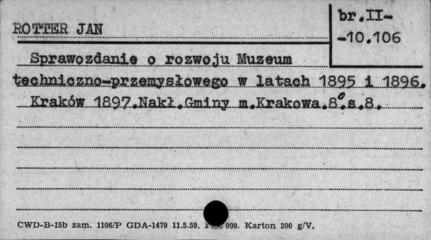 ROTTER JAN
br.II-
-10.106
Sprawozdanie o rozwoju Muzeum
techniczno-przemysłowego w latach 1895 i 1896.
Kraków 1897.Nakł.Gminy m.Krakowa.8°.s.8.
CWD-B-15b zam. 1106/P GDA-1479 11.5.59. 000. Karton 200 g/V.